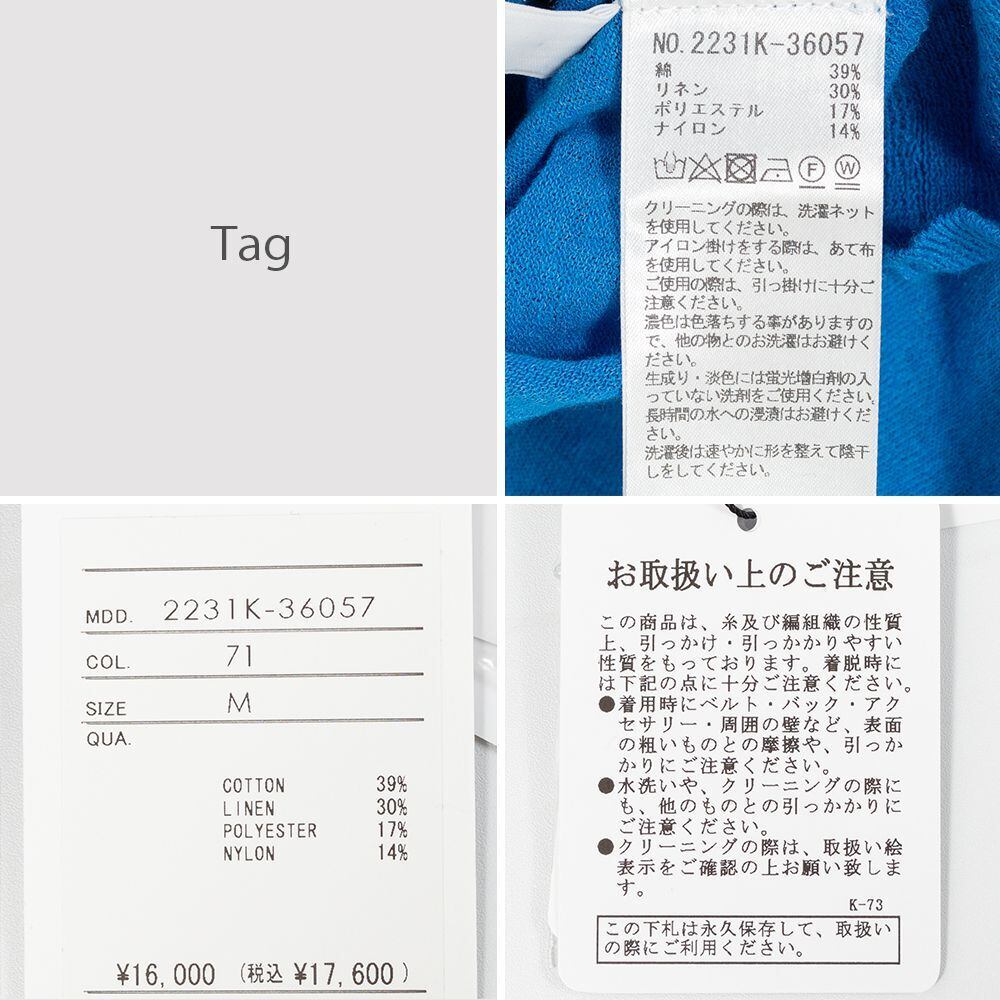 Tag
NO.2231K-36057
綿 39%
リネン 30%
ポリエステル 17%
ナイロン 14%
F W
クリーニングの際は、洗濯ネット
を使用してください。
アイロン掛けをする際は、あて布
を使用してください。
ご使用の際は、引っ掛けに十分ご
注意ください。
濃色は色落ちする事がありますの
で、他の物とのお洗濯はお避けく
ださい。
生成り・淡色には蛍光増白剤の入
っていない洗剤をご使用ください。
長時間の水への浸漬はお避けくだ
さい。
洗濯後は速やかに形を整えて陰干
しをしてください。
MDD. 2231K-36057
COL. 71
SIZE M
QUA.
COTTON 39%
LINEN 30%
POLYESTER 17%
NYLON 14%
¥16,000 (税込 ¥17,600)
お取扱い上のご注意
この商品は、糸及び編組織の性質
上、引っかけ・引っかかりやすい
性質をもっております。着脱時に
は下記の点に十分ご注意ください。
●着用時にベルト・バック・アク
セサリー・周囲の壁など、表面
の粗いものとの摩擦や、引っか
かりにご注意ください。
●水洗いや、クリーニングの際に
も、他のものとの引っかかりに
ご注意ください。
●クリーニングの際は、取扱い絵
表示をご確認の上お願い致しま
す。
K-73
この下札は永久保存して、取扱い
の際にご利用ください。